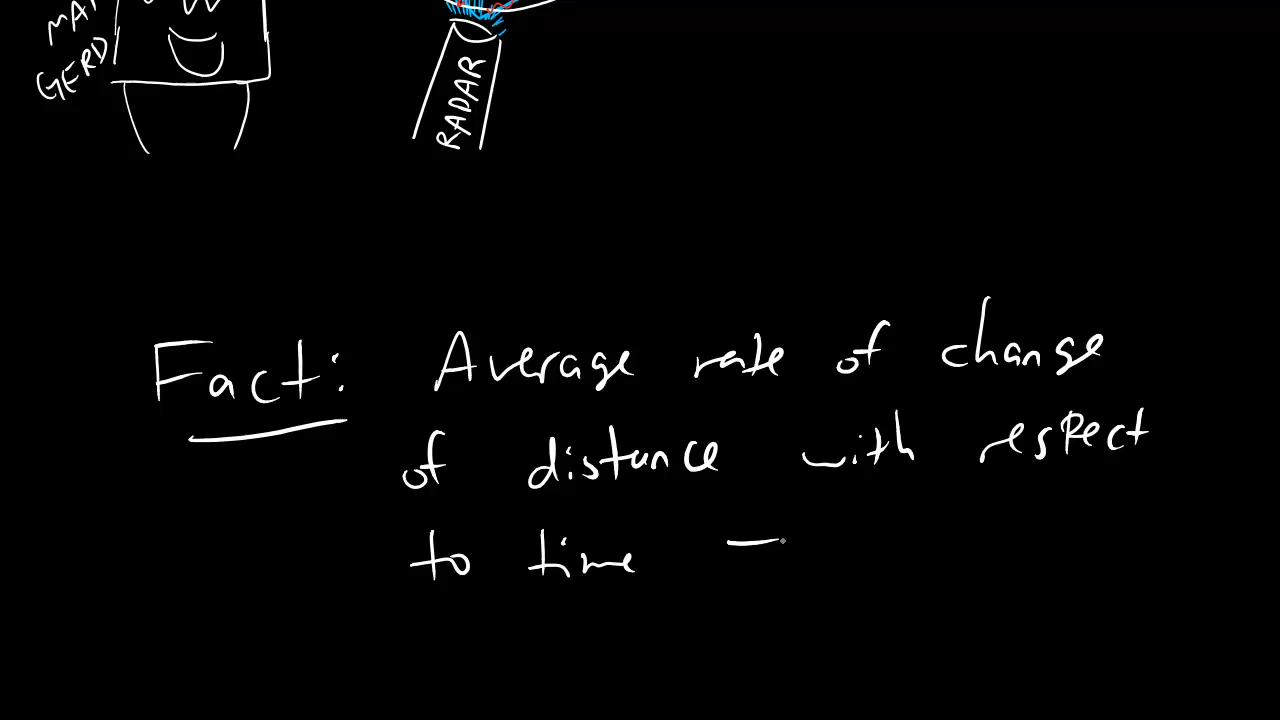 GERD
RADAR
Fact: Average rate of change
of distance with respect
to time